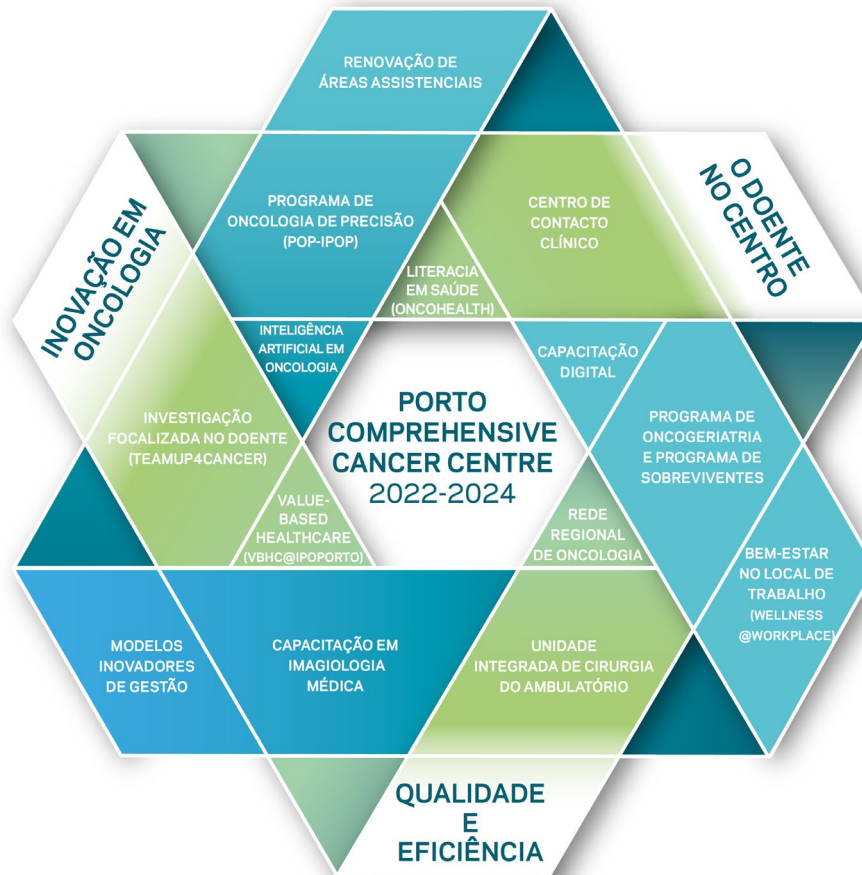 RENOVAÇÃO DE
ÁREAS ASSISTENCIAIS
O DOENTE
NO CENTRO
PROGRAMA DE
ONCOLOGIA DE PRECISÃO
(POP-IPOP)
CENTRO DE
CONTACTO
CLÍNICO
INOVAÇÃO EM
ONCOLOGIA
LITERACIA
EM SAÚDE
(ONCOHEALTH)
INTELIGÊNCIA
ARTIFICIAL EM
ONCOLOGIA
CAPACITAÇÃO
DIGITAL
PORTO
COMPREHENSIVE
CANCER CENTRE
2022-2024
INVESTIGAÇÃO
FOCALIZADA NO DOENTE
(TEAMUP4CANCER)
PROGRAMA DE
ONCOGERIATRIA
E PROGRAMA DE
SOBREVIVENTES
VALUE-
BASED
HEALTHCARE
(VBHC@IPOPORTO)
REDE
REGIONAL
DE ONCOLOGIA
BEM-ESTAR
NO LOCAL DE
TRABALHO
(WELLNESS
@WORKPLACE)
MODELOS
INOVADORES
DE GESTÃO
CAPACITAÇÃO EM
IMAGIOLOGIA
MÉDICA
UNIDADE
INTEGRADA DE CIRURGIA
DO AMBULATÓRIO
QUALIDADE
E
EFICIÊNCIA